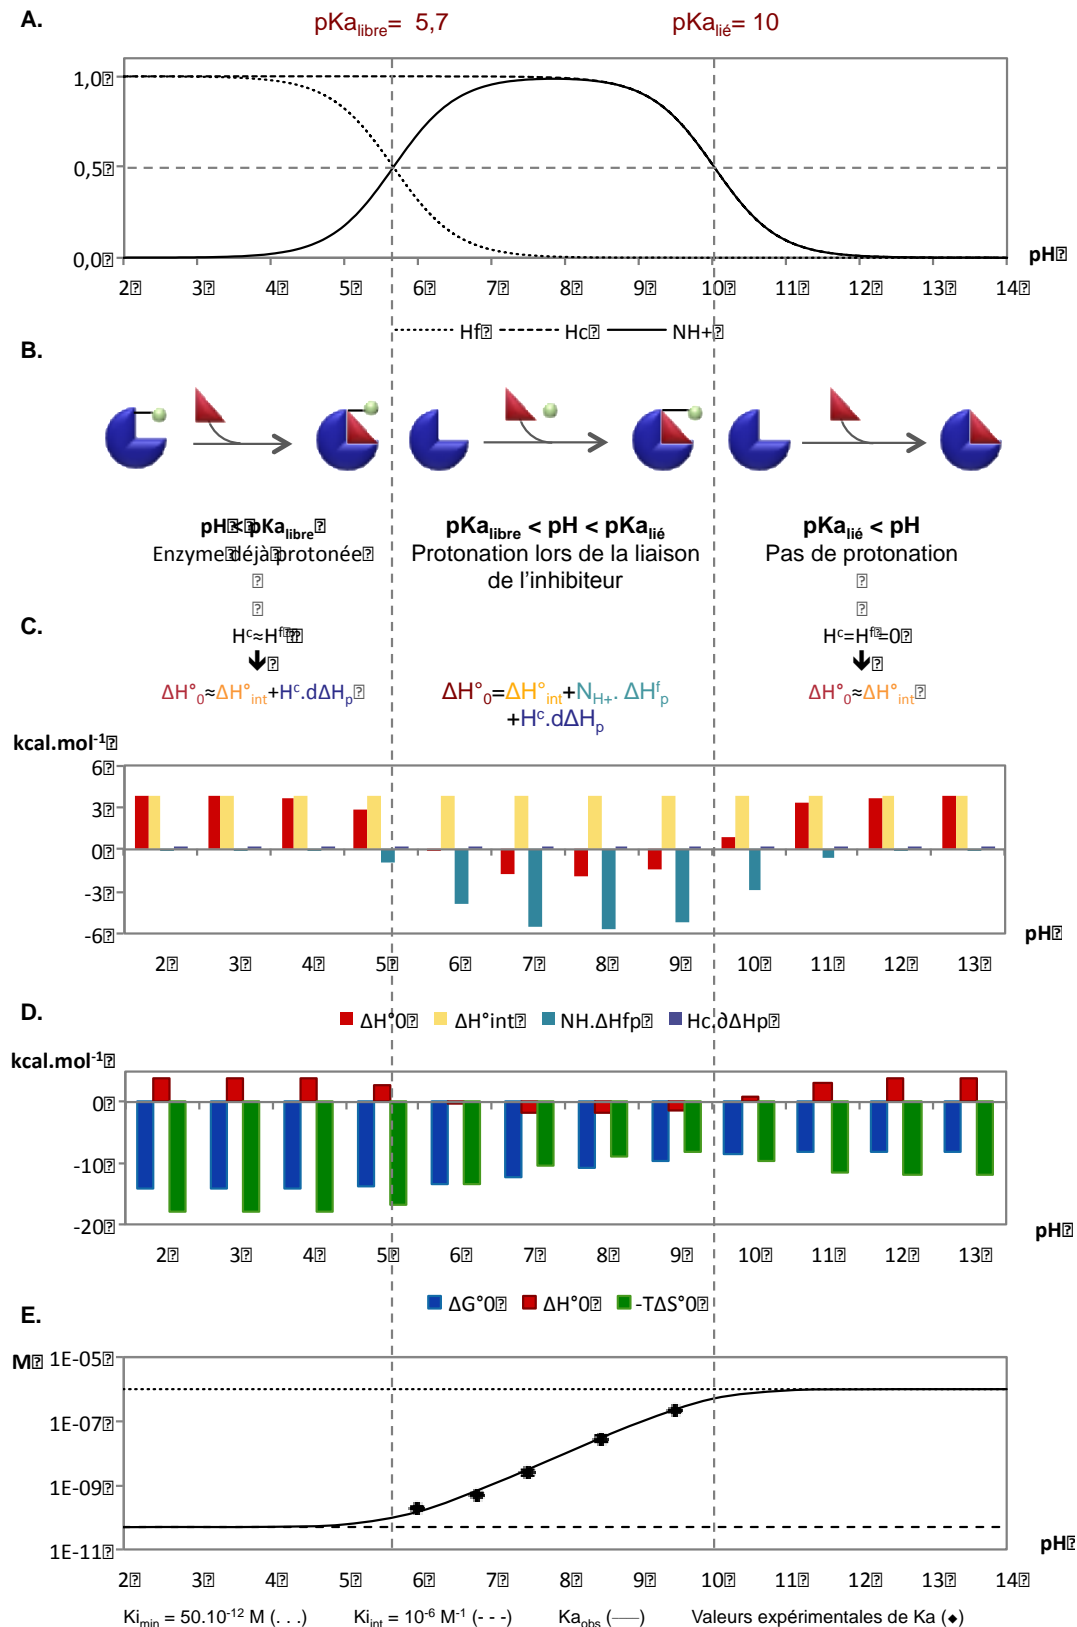 A.
pKalibre= 5,7 pKalié= 10
1,0
0,5
0,0
pH
2 3 4 5 6 7 8 9 10 11 12 13 14
Hf Hc NH+
B.
pH < pKalibre
Enzyme déjà protonée
pKalibre < pH < pKalié
Protonation lors de la liaison
de l'inhibiteur
pKalié < pH
Pas de protonation
C.
Hᶜ≈Hᶠ
Hᶜ=Hᶠ=0
ΔH°0≈ΔH°int+Hᶜ.dΔHp
ΔH°0=ΔH°int+NH+. ΔHᶠp
+Hᶜ.dΔHp
ΔH°0≈ΔH°int
kcal.mol⁻¹
6
3
0
-3
-6
pH
2 3 4 5 6 7 8 9 10 11 12 13
D.
ΔH°0 ΔH°int NH.ΔHfp Hc.∂ΔHp
kcal.mol⁻¹
0
-10
-20
pH
2 3 4 5 6 7 8 9 10 11 12 13
ΔG°0 ΔH°0 -TΔS°0
E.
M
1E-05
1E-07
1E-09
1E-11
pH
2 3 4 5 6 7 8 9 10 11 12 13 14
Kimin = 50.10⁻¹² M (. . .) Kiint = 10⁻⁶ M⁻¹ (- - -) Kaobs (—) Valeurs expérimentales de Ka (◆)